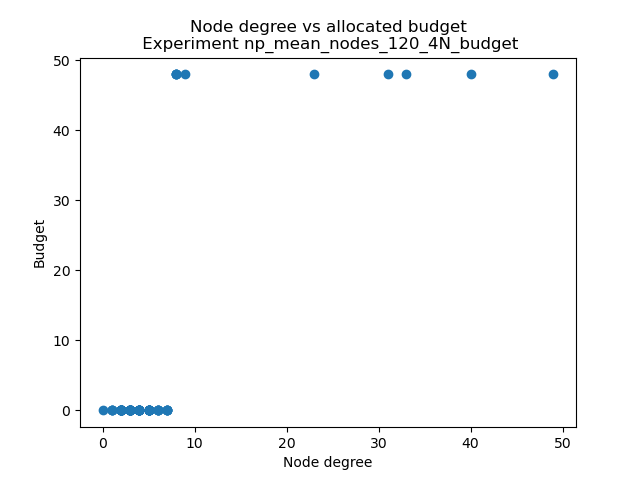 Node degree vs allocated budget
Experiment np_mean_nodes_120_4N_budget
50
40
30
20
10
0
Budget
0 10 20 30 40 50
Node degree